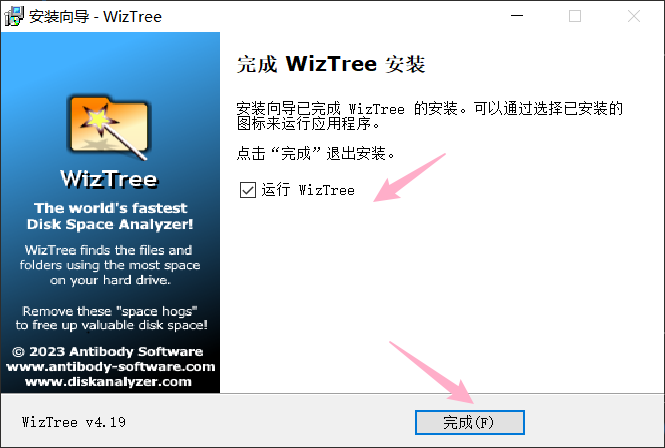 安装向导 - WizTree
完成 WizTree 安装
安装向导已完成 WizTree 的安装。可以通过选择已安装的
图标来运行应用程序。
点击“完成”退出安装。
运行 WizTree
WizTree
The world's fastest
Disk Space Analyzer!
WizTree finds the files and
folders using the most space
on your hard drive.
Remove these "space hogs"
to free up valuable disk space!
© 2023 Antibody Software
www.antibody-software.com
www.diskanalyzer.com
WizTree v4.19
完成(F)